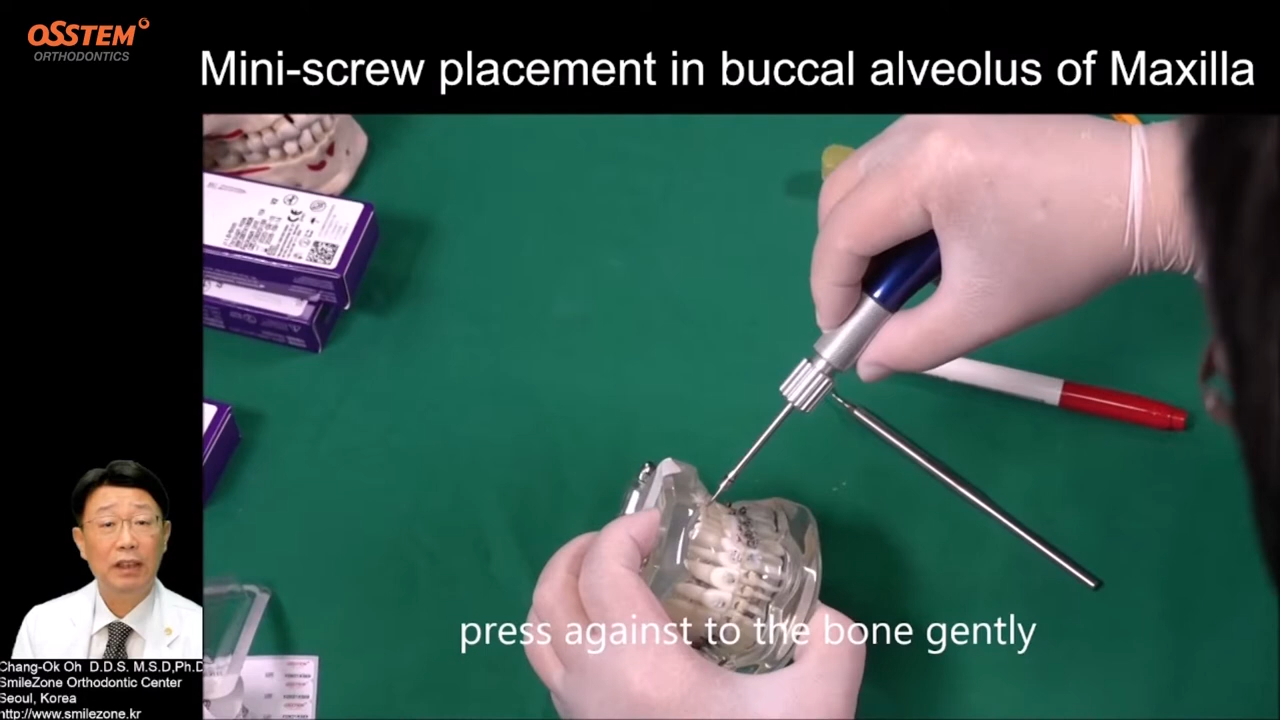 OSSTEM
ORTHODONTICS
Mini-screw placement in buccal alveolus of Maxilla
press against to the bone gently
Chang-Ok Oh D.D.S. M.S.D,Ph.D
SmileZone Orthodontic Center
Seoul, Korea
http://www.smilezone.kr
OSSTEM